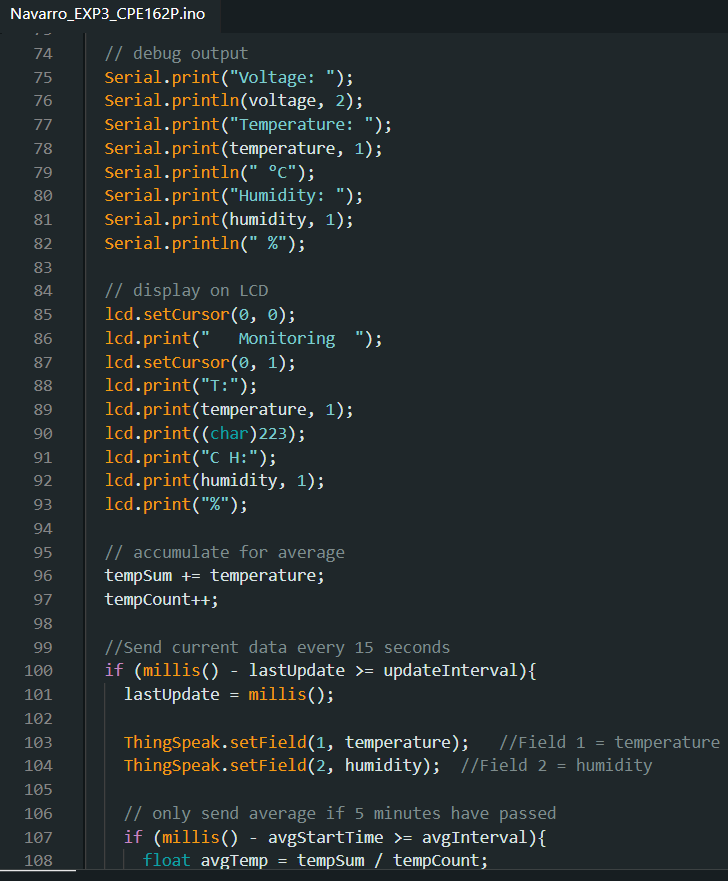 Navarro_EXP3_CPE162P.ino
74 // debug output
75 Serial.print("Voltage: ");
76 Serial.println(voltage, 2);
77 Serial.print("Temperature: ");
78 Serial.print(temperature, 1);
79 Serial.println(" °C");
80 Serial.print("Humidity: ");
81 Serial.print(humidity, 1);
82 Serial.println(" %");
83
84 // display on LCD
85 lcd.setCursor(0, 0);
86 lcd.print("   Monitoring  ");
87 lcd.setCursor(0, 1);
88 lcd.print("T:");
89 lcd.print(temperature, 1);
90 lcd.print((char)223);
91 lcd.print("C H:");
92 lcd.print(humidity, 1);
93 lcd.print("%");
94
95 // accumulate for average
96 tempSum += temperature;
97 tempCount++;
98
99 //Send current data every 15 seconds
100 if (millis() - lastUpdate >= updateInterval){
101   lastUpdate = millis();
102
103   ThingSpeak.setField(1, temperature);   //Field 1 = temperature
104   ThingSpeak.setField(2, humidity);  //Field 2 = humidity
105
106   // only send average if 5 minutes have passed
107   if (millis() - avgStartTime >= avgInterval){
108     float avgTemp = tempSum / tempCount;